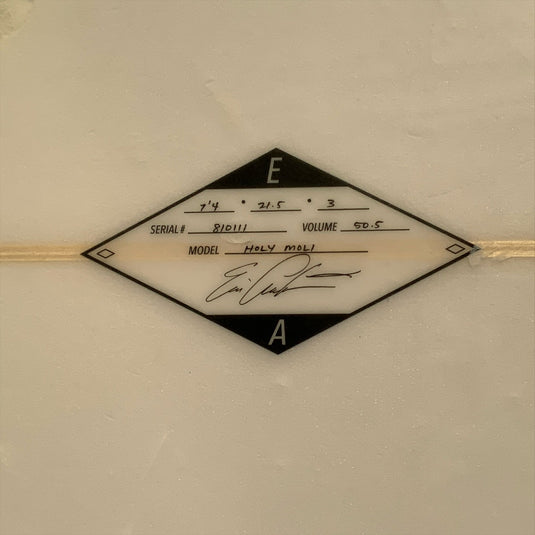 E
7'4 • 21.5 • 3
SERIAL# 810111 VOLUME 50.5
MODEL HOLY MOLI
A